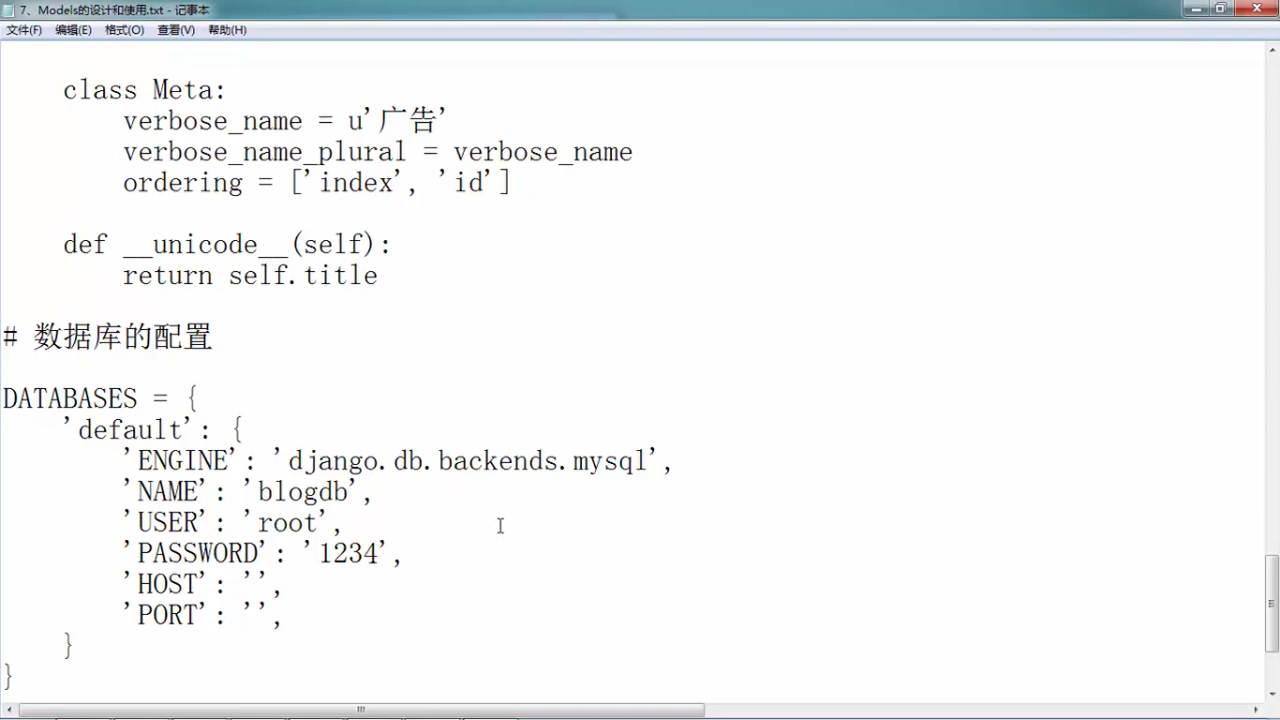 7、Models的设计和使用.txt - 记事本
文件(F) 编辑(E) 格式(O) 查看(V) 帮助(H)
class Meta:
verbose_name = u'广告'
verbose_name_plural = verbose_name
ordering = ['index', 'id']
def __unicode__(self):
return self.title
# 数据库的配置
DATABASES = {
'default': {
'ENGINE': 'django.db.backends.mysql',
'NAME': 'blogdb',
'USER': 'root',
'PASSWORD': '1234',
'HOST': '',
'PORT': '',
}
}